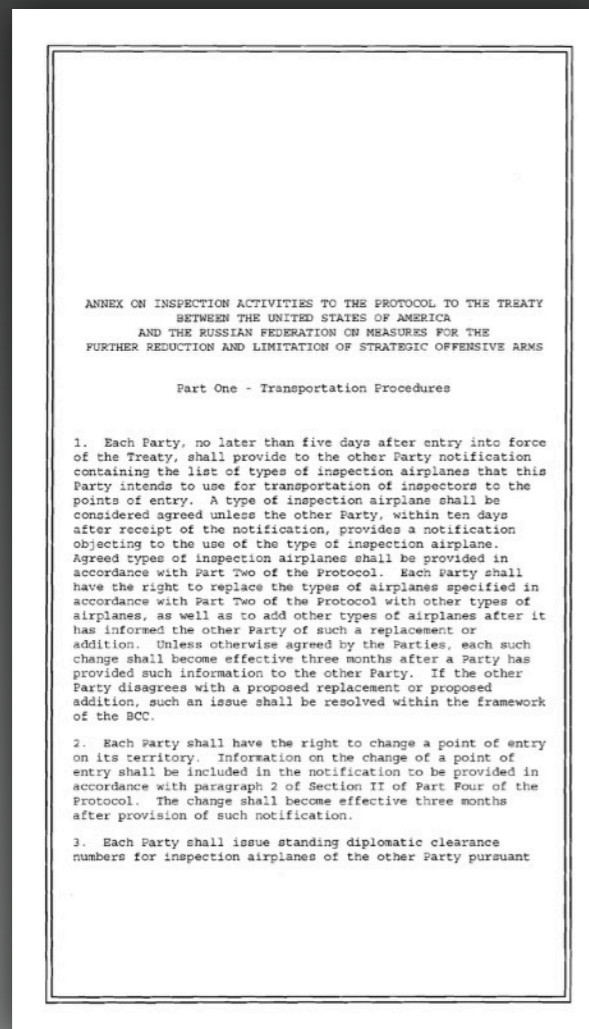 ANNEX ON INSPECTION ACTIVITIES TO THE PROTOCOL TO THE TREATY
BETWEEN THE UNITED STATES OF AMERICA
AND THE RUSSIAN FEDERATION ON MEASURES FOR THE
FURTHER REDUCTION AND LIMITATION OF STRATEGIC OFFENSIVE ARMS
Part One - Transportation Procedures
1. Each Party, no later than five days after entry into force
of the Treaty, shall provide to the other Party notification
containing the list of types of inspection airplanes that this
Party intends to use for transportation of inspectors to the
points of entry. A type of inspection airplane shall be
considered agreed unless the other Party, within ten days
after receipt of the notification, provides a notification
objecting to the use of the type of inspection airplane.
Agreed types of inspection airplanes shall be provided in
accordance with Part Two of the Protocol. Each Party shall
have the right to replace the types of airplanes specified in
accordance with Part Two of the Protocol with other types of
airplanes, as well as to add other types of airplanes after it
has informed the other Party of such a replacement or
addition. Unless otherwise agreed by the Parties, each such
change shall become effective three months after a Party has
provided such information to the other Party. If the other
Party disagrees with a proposed replacement or proposed
addition, such an issue shall be resolved within the framework
of the BCC.
2. Each Party shall have the right to change a point of entry
on its territory. Information on the change of a point of
entry shall be included in the notification to be provided in
accordance with paragraph 2 of Section II of Part Four of the
Protocol. The change shall become effective three months
after provision of such notification.
3. Each Party shall issue standing diplomatic clearance
numbers for inspection airplanes of the other Party pursuant